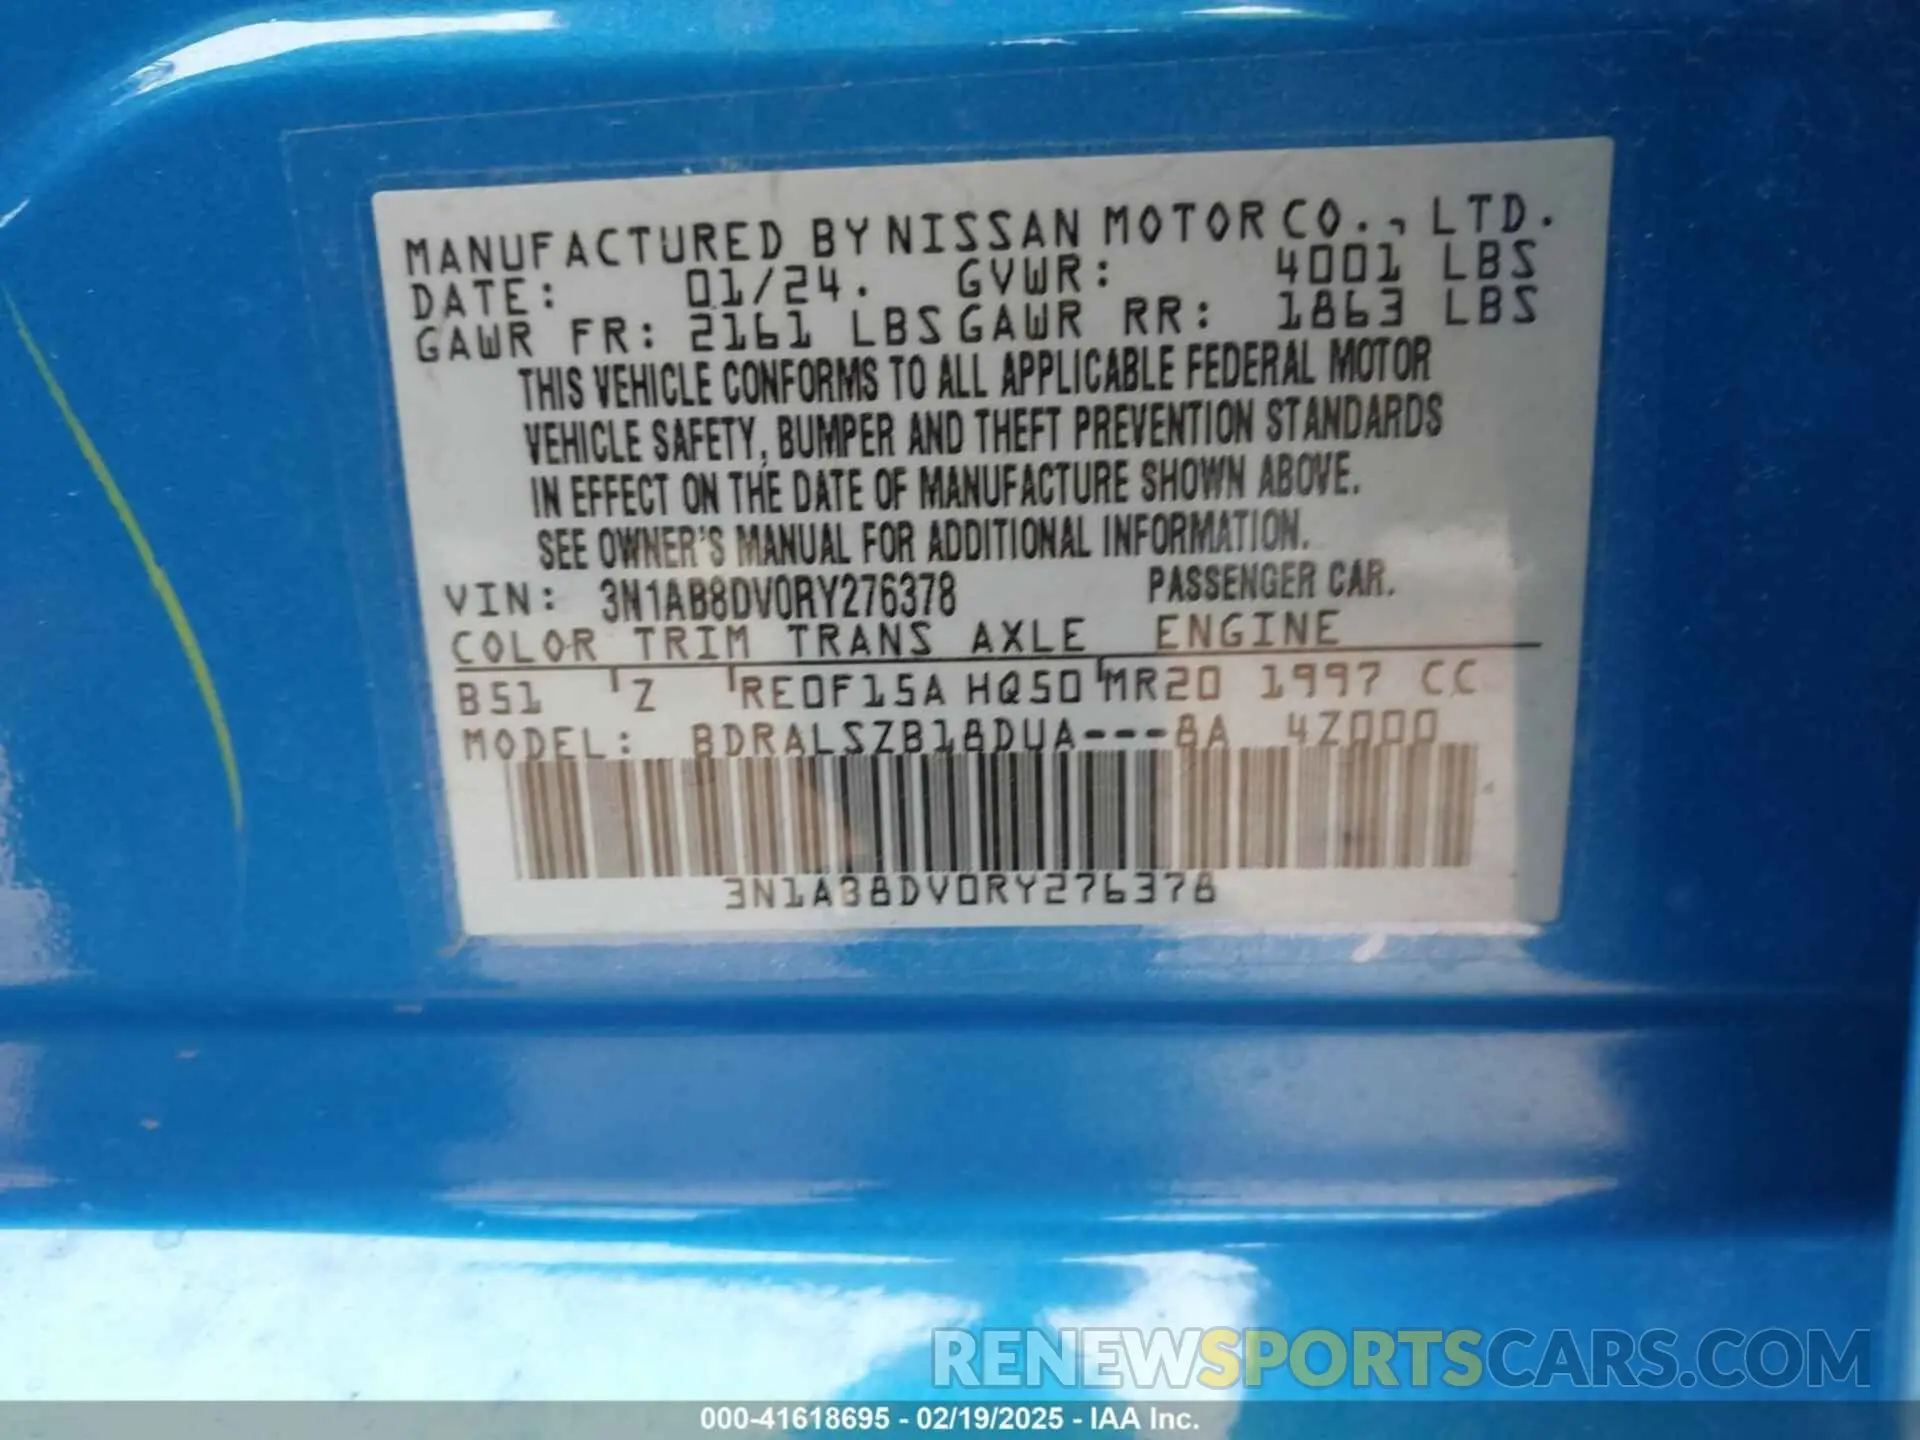 MANUFACTURED BY NISSAN MOTOR CO., LTD.
DATE: 01/24. GVWR: 4001 LBS
GAWR FR: 2161 LBS GAWR RR: 1863 LBS
THIS VEHICLE CONFORMS TO ALL APPLICABLE FEDERAL MOTOR
VEHICLE SAFETY, BUMPER AND THEFT PREVENTION STANDARDS
IN EFFECT ON THE DATE OF MANUFACTURE SHOWN ABOVE.
SEE OWNER'S MANUAL FOR ADDITIONAL INFORMATION.
VIN: 3N1AB8DV0RY276378 PASSENGER CAR.
COLOR TRIM TRANS AXLE ENGINE
B51 Z RE0F15A HQ50 MR20 1997 CC
MODEL: BDRALSZB18DUA---8A 4Z000
3N1AB8DV0RY276378
RENEWSPORTSCARS.COM
000-41618695 - 02/19/2025 - IAA Inc.